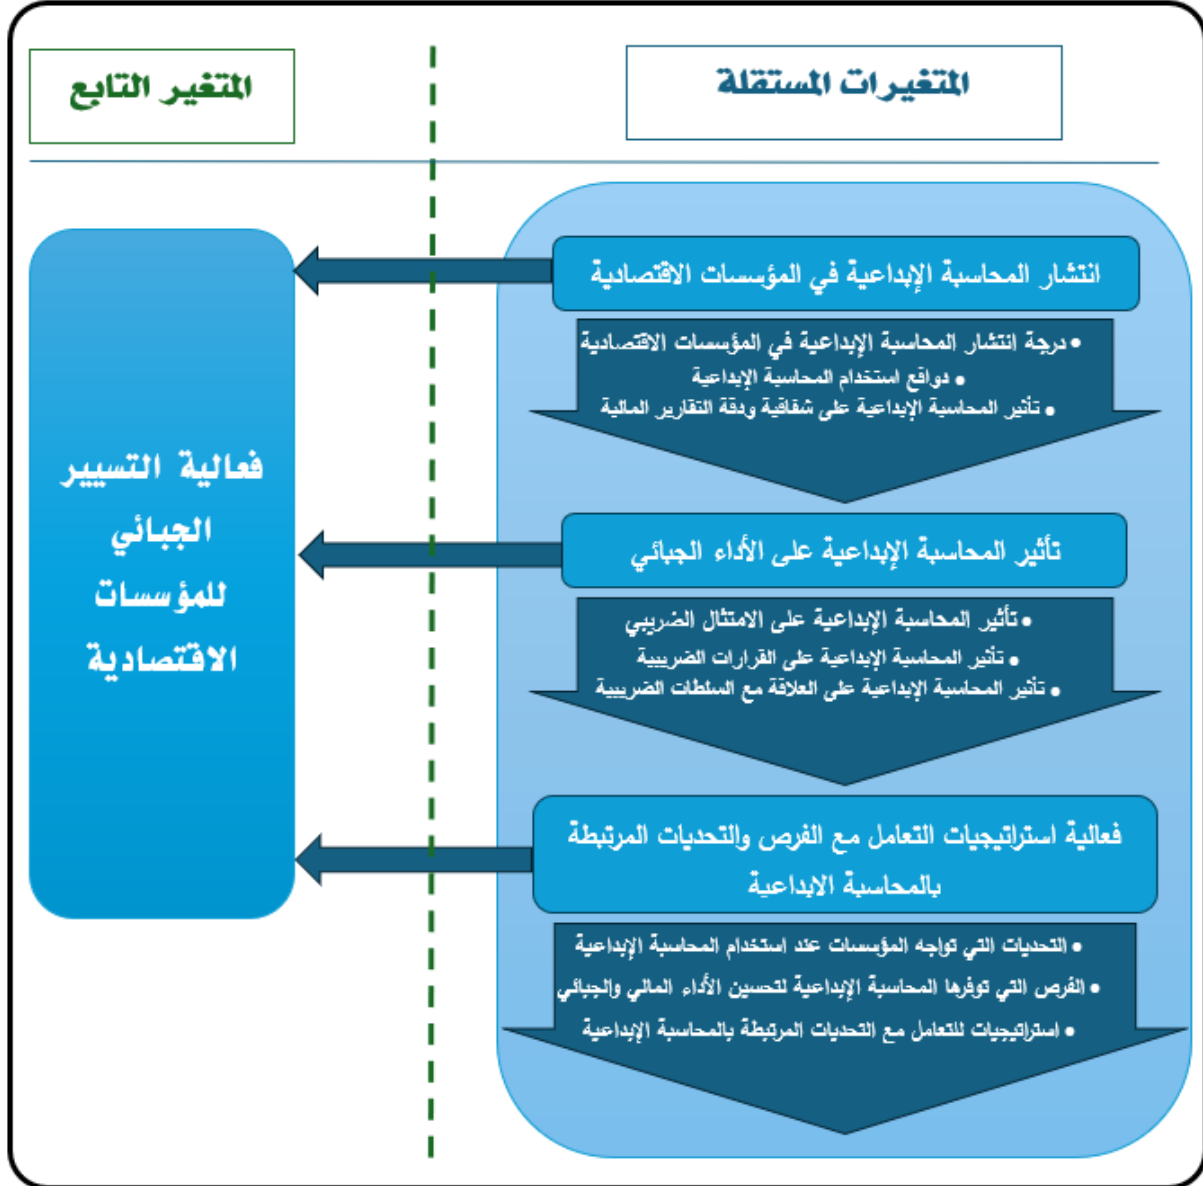 المتغيرات المستقلة
المتغير التابع
انتشار المحاسبة الإبداعية في المؤسسات الاقتصادية
• درجة انتشار المحاسبة الإبداعية في المؤسسات الاقتصادية
• دوافع استخدام المحاسبة الإبداعية
• تأثير المحاسبة الإبداعية على شفافية ودقة التقارير المالية
تأثير المحاسبة الإبداعية على الأداء الجبائي
• تأثير المحاسبة الإبداعية على الامتثال الضريبي
• تأثير المحاسبة الإبداعية على القرارات الضريبية
• تأثير المحاسبة الإبداعية على العلاقة مع السلطات الضريبية
فعالية استراتيجيات التعامل مع الفرص والتحديات المرتبطة
بالمحاسبة الابداعية
• التحديات التي تواجه المؤسسات عند استخدام المحاسبة الإبداعية
• الفرص التي توفرها المحاسبة الإبداعية لتحسين الأداء المالي والجبائي
• استراتيجيات للتعامل مع التحديات المرتبطة بالمحاسبة الإبداعية
فعالية التسيير
الجبائي
للمؤسسات
الاقتصادية